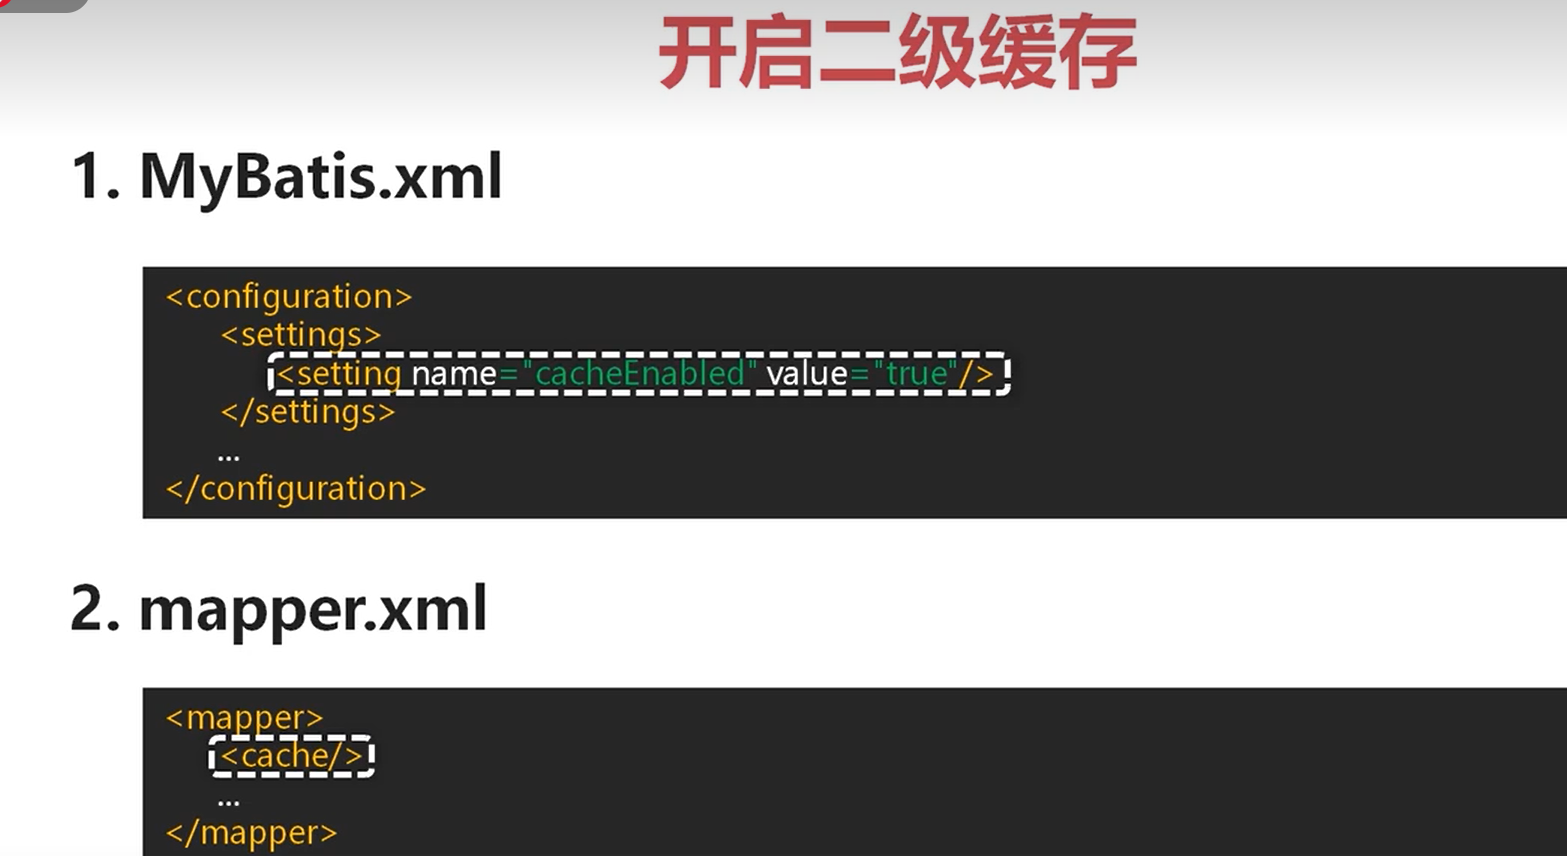 开启二级缓存
1. MyBatis.xml
<configuration>
<settings>
<setting name="cacheEnabled" value="true"/>
</settings>
...
</configuration>
2. mapper.xml
<mapper>
<cache/>
...
</mapper>